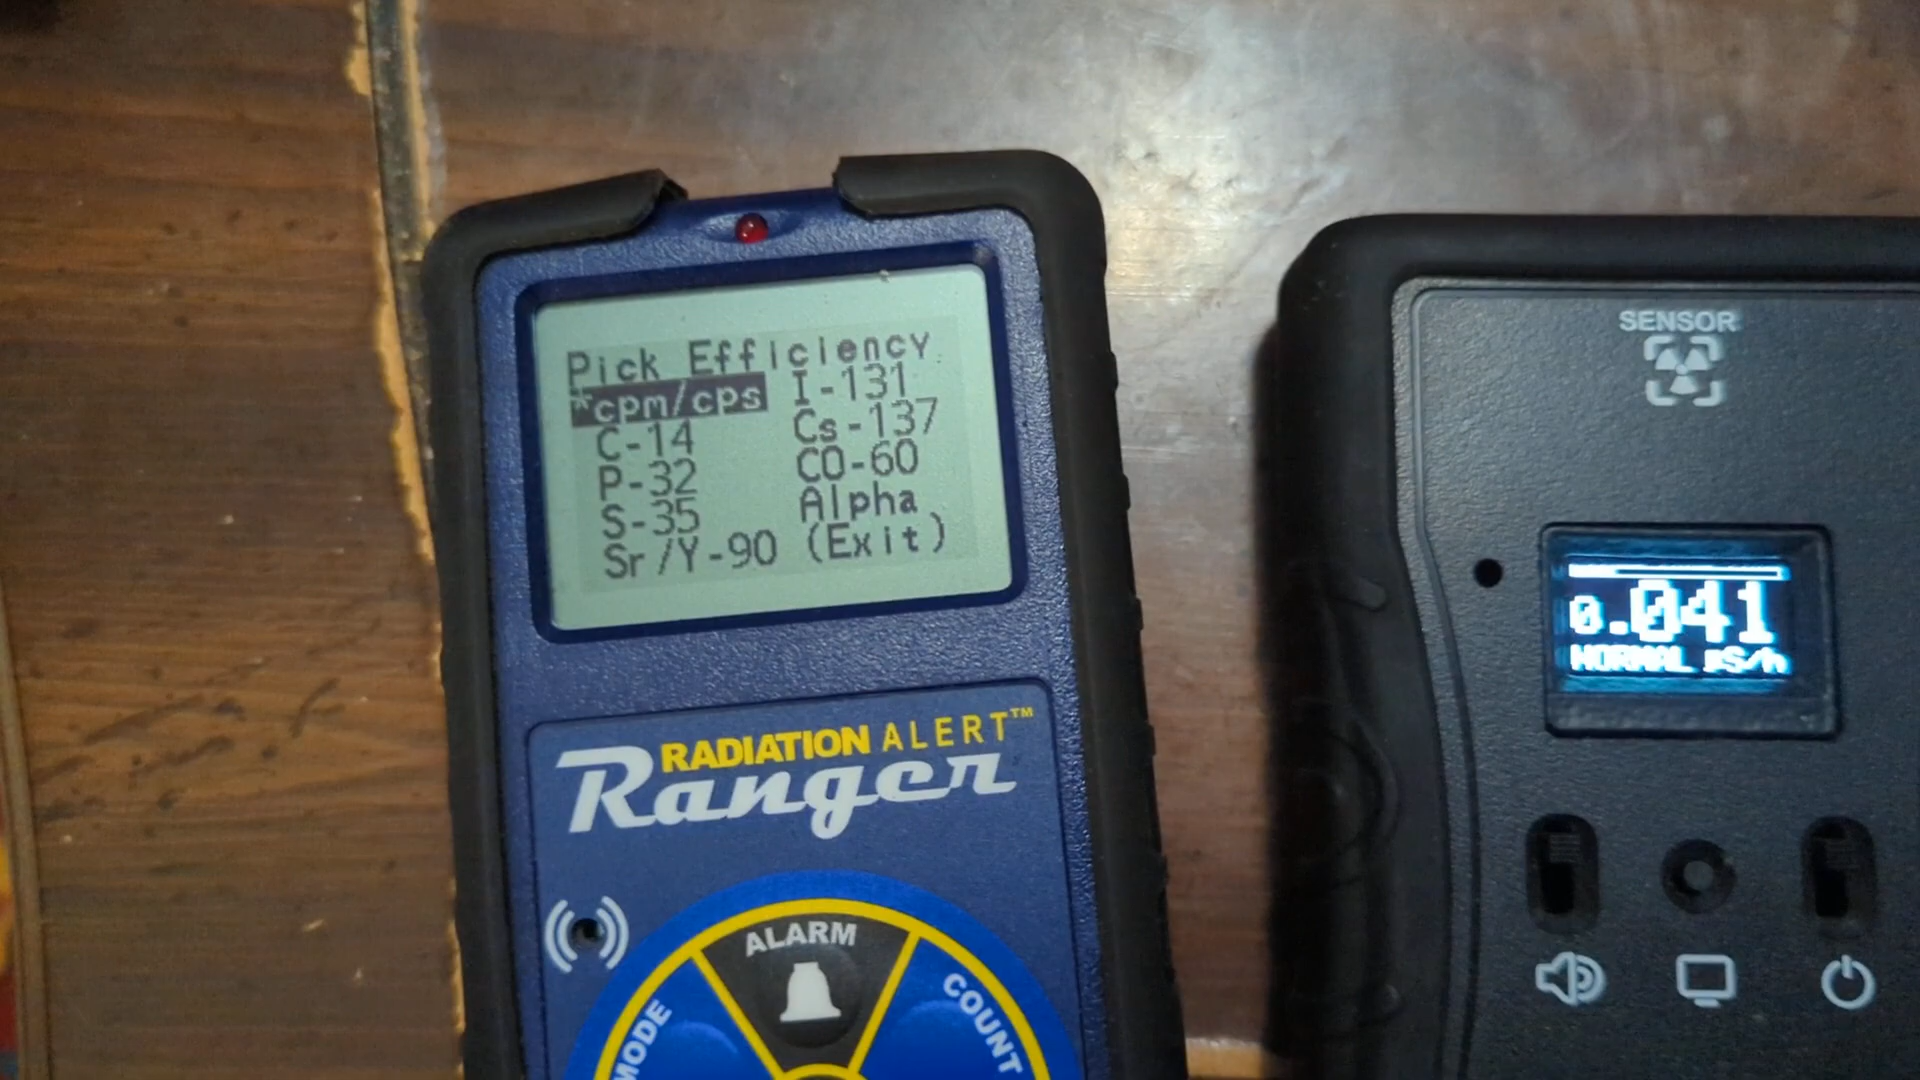 Pick Efficiency
*cpm/cps I-131
C-14 Cs-137
P-32 CO-60
S-35 Alpha
Sr/Y-90 (Exit)
RADIATION ALERT™
Ranger
ALARM
MODE
COUNT
SENSOR
0.041
NORMAL µS/h